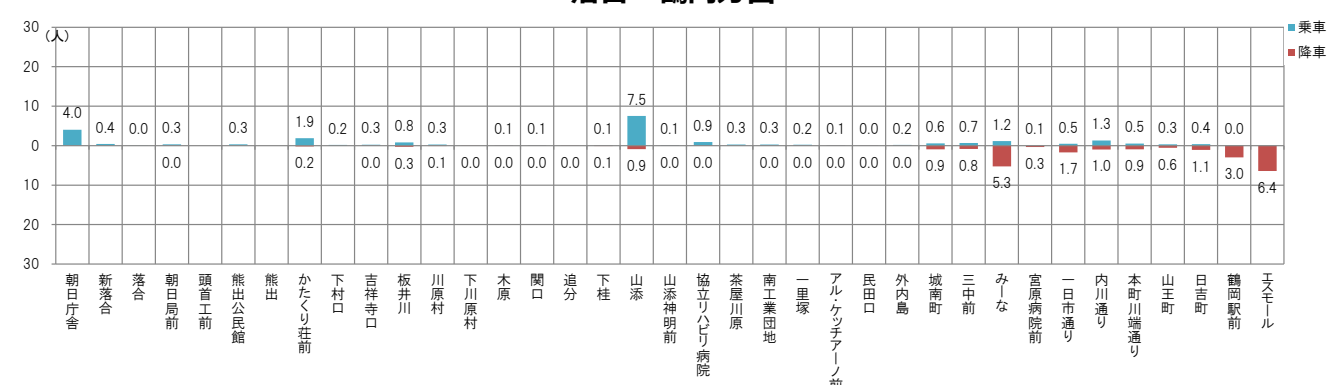 30
(人)
乗車
降車
20
10
4.0 0.4 0.0 0.3 0.3 1.9 0.2 0.3 0.8 0.3 0.1 0.1 0.1 7.5 0.1 0.9 0.3 0.3 0.2 0.1 0.0 0.2 0.6 0.7 1.2 0.1 0.5 1.3 0.5 0.3 0.4 0.0
0
0.0 0.2 0.0 0.3 0.1 0.0 0.0 0.0 0.0 0.1 0.9 0.0 0.0 0.0 0.0 0.0 0.0 0.9 0.8 5.3 0.3 1.7 1.0 0.9 0.6 1.1 3.0 6.4
10
20
30
朝日庁舎
新落合
落合
朝日局前
頭首工前
熊出公民館
熊出
かたくり荘前
下村口
吉祥寺口
板井川
川原村
下川原村
木原
関口
追分
下桂
山添
山添神明前
協立リハビリ病院
茶屋川原
南工業団地
一里塚
アル・ケッチアーノ前
民田口
外内島
城南町
三中前
みーな
宮原病院前
一日市通り
内川通り
本町川端通り
山王町
日吉町
鶴岡駅前
エスモール